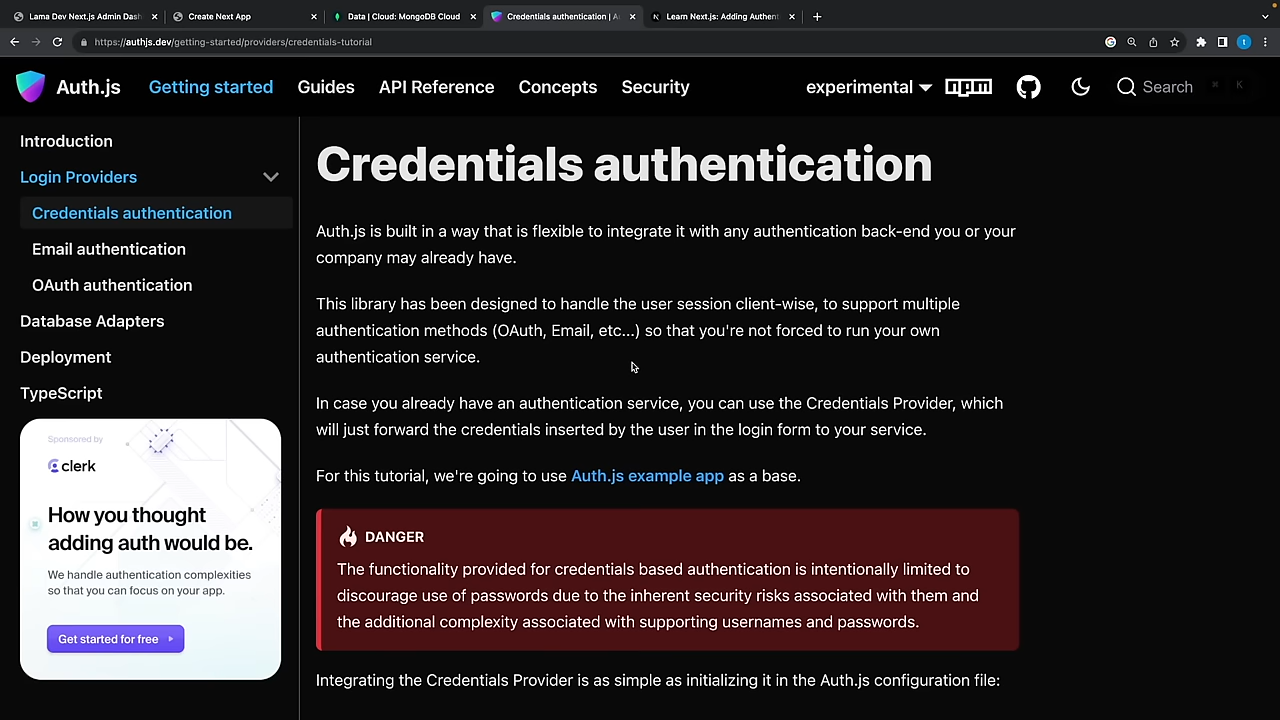 Lama Dev Next.js Admin Dash
Create Next App
Data | Cloud: MongoDB Cloud
Credentials authentication | A
Learn Next.js: Adding Authent
https://authjs.dev/getting-started/providers/credentials-tutorial
t
Auth.js
Getting started
Guides
API Reference
Concepts
Security
experimental
npm
Search
⌘ K
Introduction
Login Providers
Credentials authentication
Email authentication
OAuth authentication
Database Adapters
Deployment
TypeScript
Sponsored by
clerk
How you thought
adding auth would be.
We handle authentication complexities
so that you can focus on your app.
Get started for free
Credentials authentication
Auth.js is built in a way that is flexible to integrate it with any authentication back-end you or your
company may already have.
This library has been designed to handle the user session client-wise, to support multiple
authentication methods (OAuth, Email, etc...) so that you're not forced to run your own
authentication service.
In case you already have an authentication service, you can use the Credentials Provider, which
will just forward the credentials inserted by the user in the login form to your service.
For this tutorial, we're going to use Auth.js example app as a base.
DANGER
The functionality provided for credentials based authentication is intentionally limited to
discourage use of passwords due to the inherent security risks associated with them and
the additional complexity associated with supporting usernames and passwords.
Integrating the Credentials Provider is as simple as initializing it in the Auth.js configuration file: